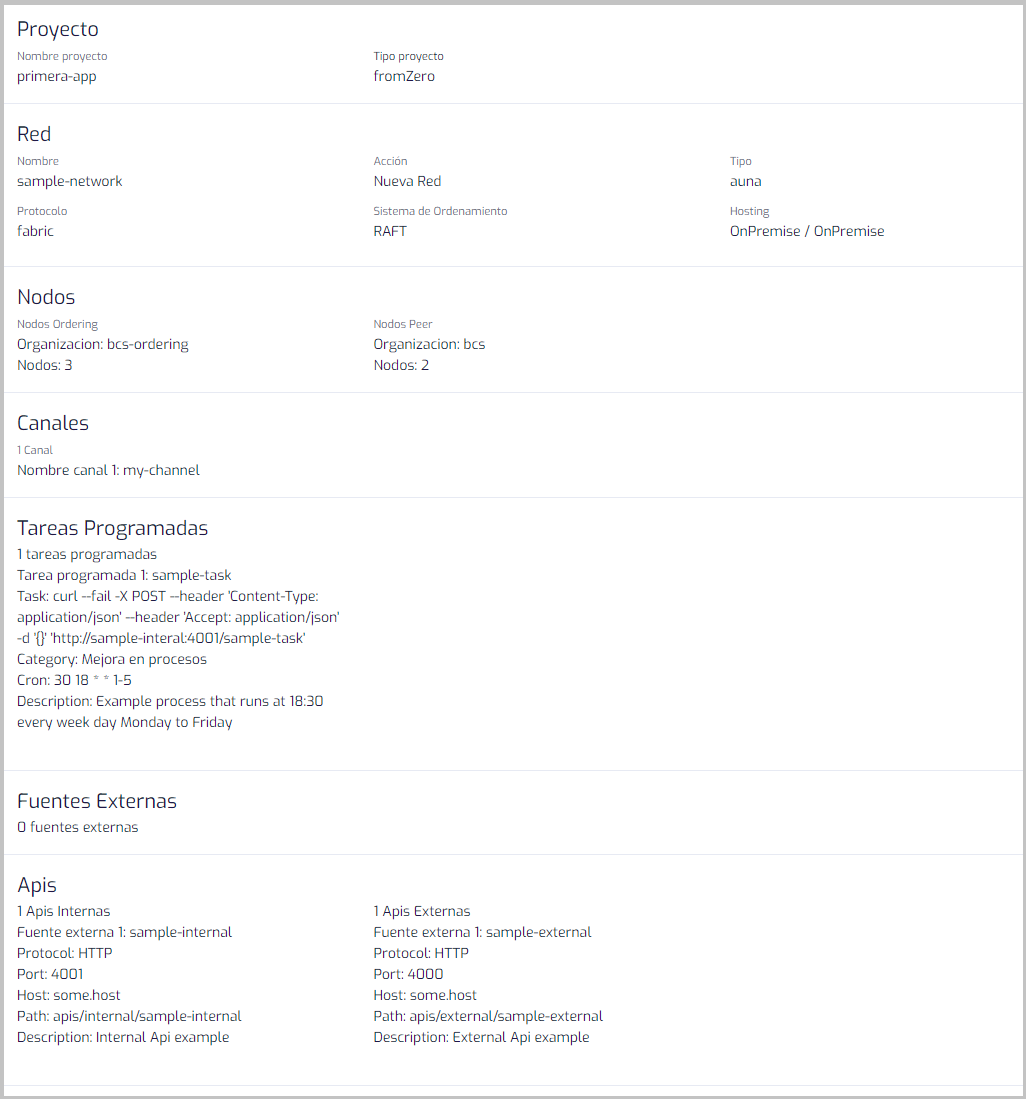 Proyecto
Nombre proyecto
Tipo proyecto
primera-app
fromZero
Red
Nombre
Acción
Tipo
sample-network
Nueva Red
auna
Protocolo
Sistema de Ordenamiento
Hosting
fabric
RAFT
OnPremise / OnPremise
Nodos
Nodos Ordering
Nodos Peer
Organizacion: bcs-ordering
Organizacion: bcs
Nodos: 3
Nodos: 2
Canales
1 Canal
Nombre canal 1: my-channel
Tareas Programadas
1 tareas programadas
Tarea programada 1: sample-task
Task: curl --fail -X POST --header 'Content-Type:
application/json' --header 'Accept: application/json'
-d '{}' 'http://sample-interal:4001/sample-task'
Category: Mejora en procesos
Cron: 30 18 * * 1-5
Description: Example process that runs at 18:30
every week day Monday to Friday
Fuentes Externas
0 fuentes externas
Apis
1 Apis Internas
Fuente externa 1: sample-internal
Protocol: HTTP
Port: 4001
Host: some.host
Path: apis/internal/sample-internal
Description: Internal Api example
1 Apis Externas
Fuente externa 1: sample-external
Protocol: HTTP
Port: 4000
Host: some.host
Path: apis/external/sample-external
Description: External Api example